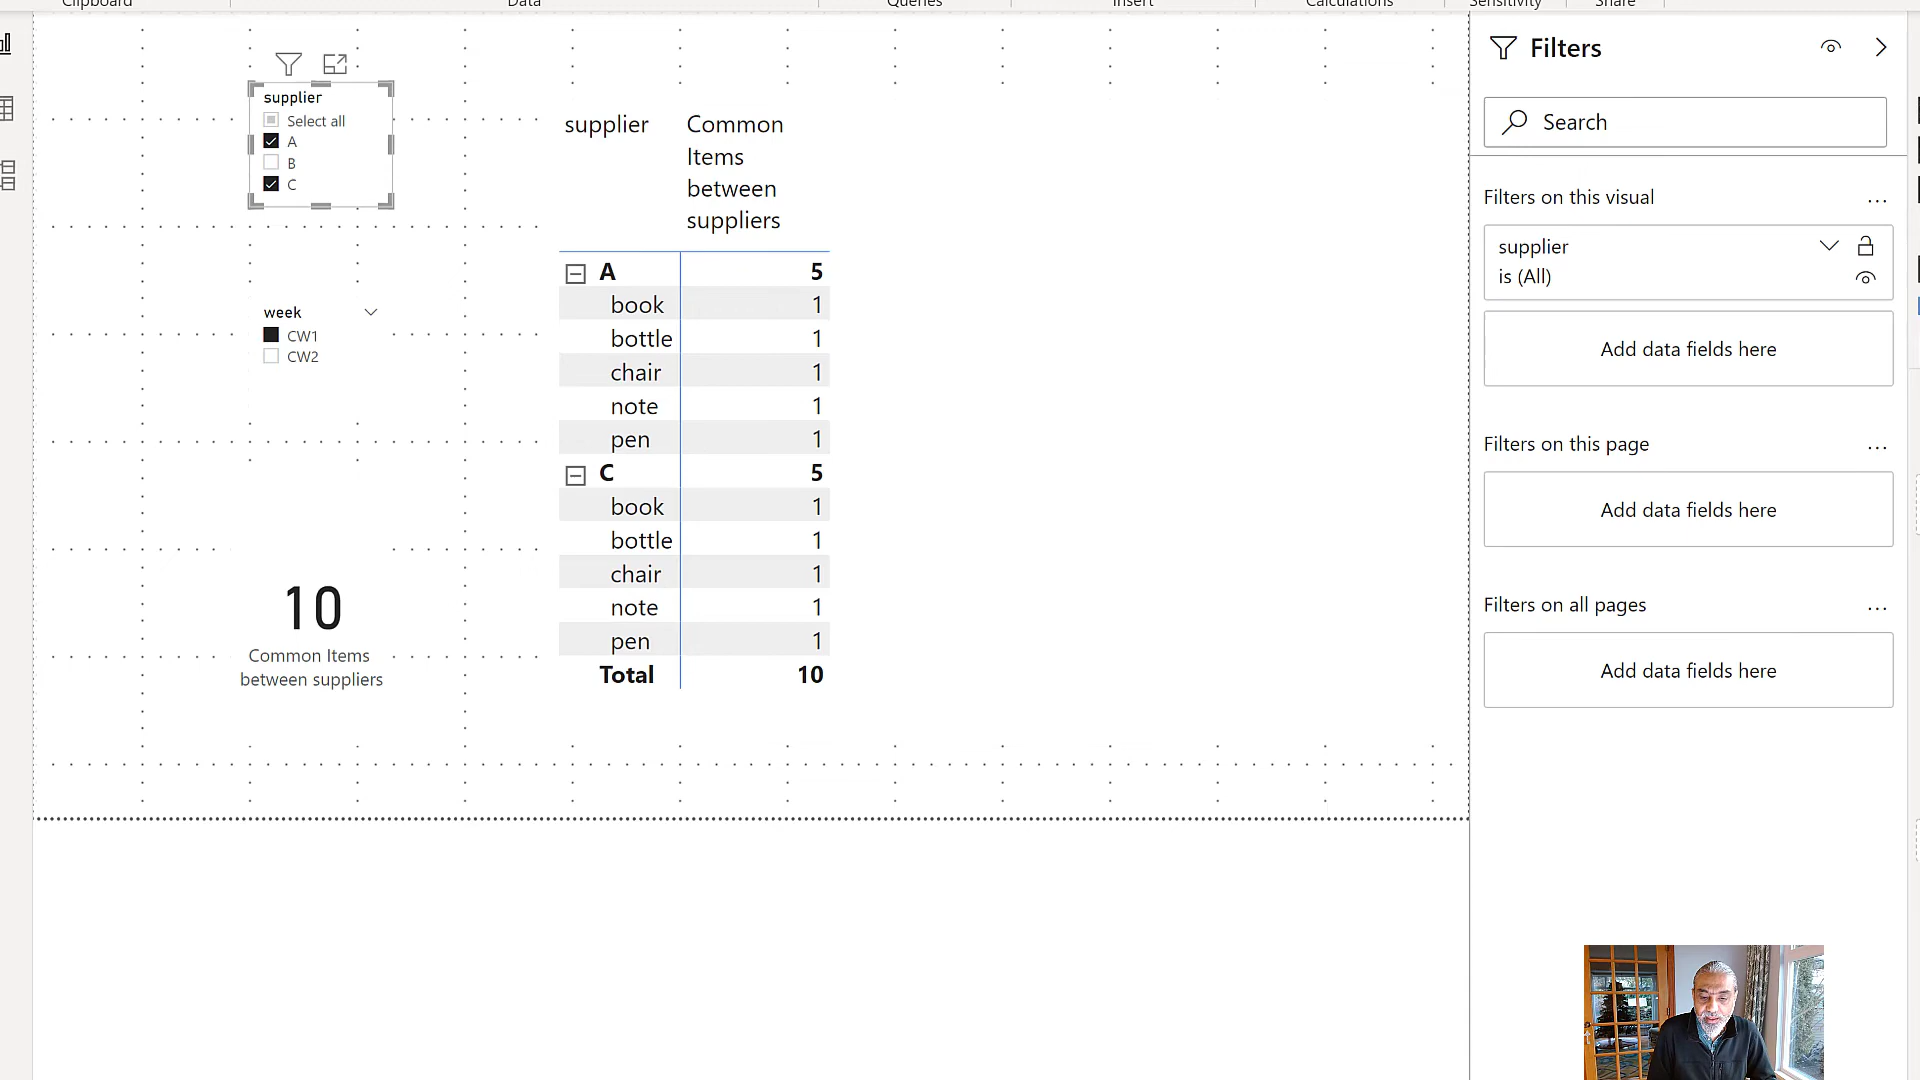 Clipboard
Data
Queries
Insert
Calculations
Sensitivity
Share
supplier
Select all
A
B
C
week
CW1
CW2
10
Common Items
between suppliers
supplier
Common
Items
between
suppliers
A 5
book 1
bottle 1
chair 1
note 1
pen 1
C 5
book 1
bottle 1
chair 1
note 1
pen 1
Total 10
Filters
Search
Filters on this visual
...
supplier
is (All)
Add data fields here
Filters on this page
...
Add data fields here
Filters on all pages
...
Add data fields here